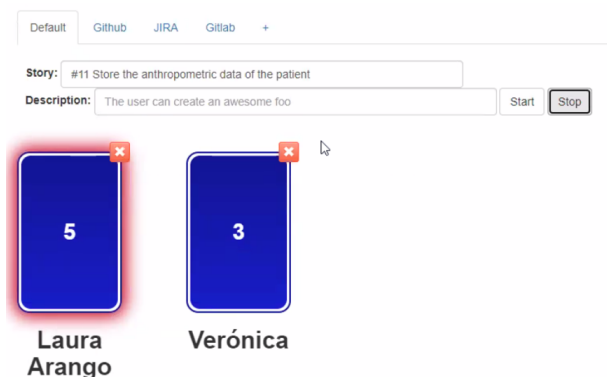 Default Github JIRA Gitlab +
Story: #11 Store the anthropometric data of the patient
Description: The user can create an awesome foo Start Stop
5 3
Laura Arango
Verónica